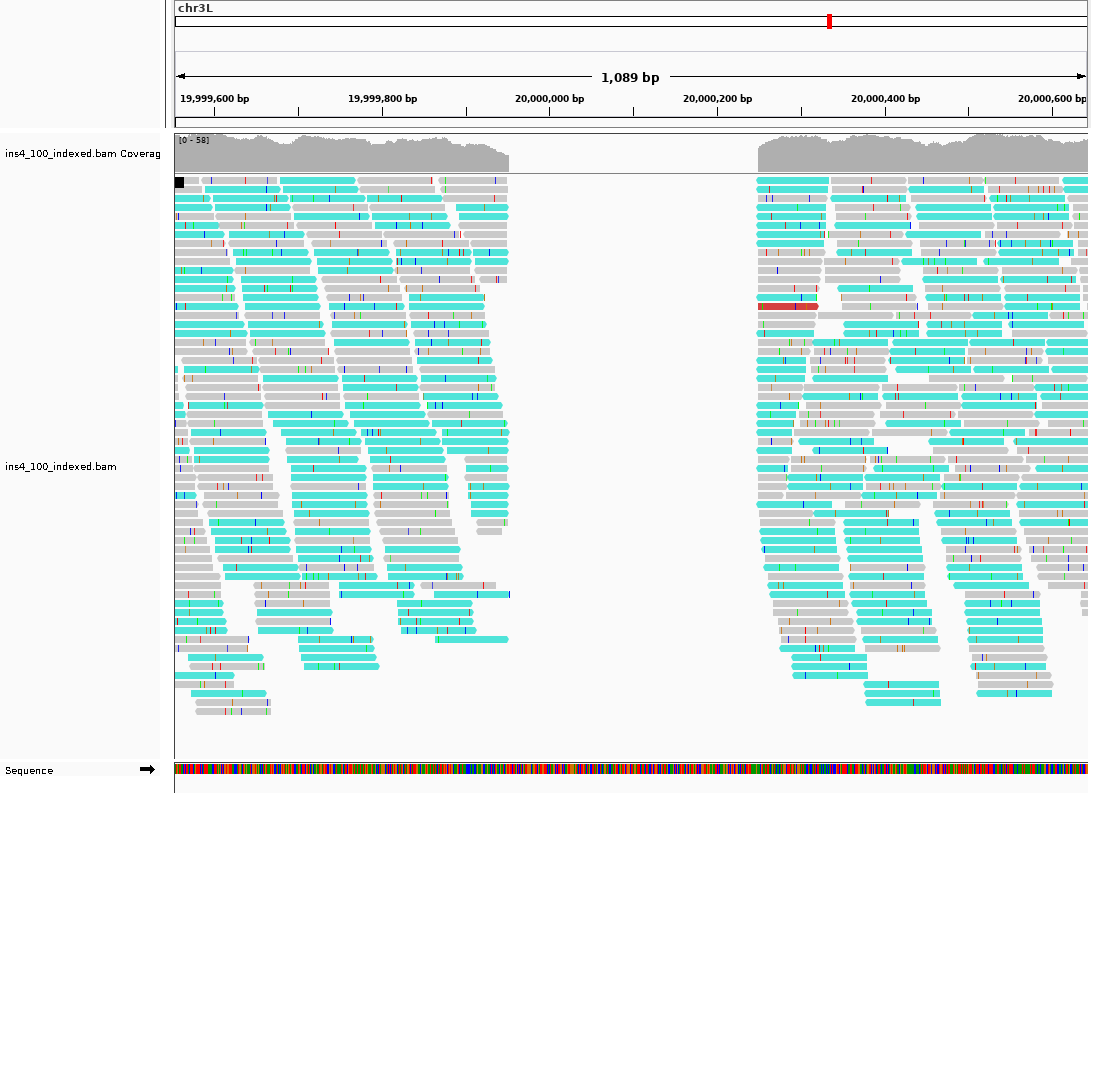 chr3L
1,089 bp
19,999,600 bp 19,999,800 bp 20,000,000 bp 20,000,200 bp 20,000,400 bp 20,000,600 bp
[0 - 58]
ins4_100_indexed.bam Coverag
ins4_100_indexed.bam
Sequence